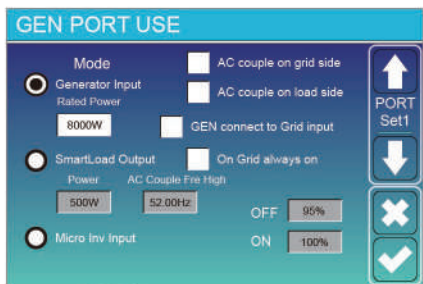 GEN PORT USE
Mode
AC couple on grid side
Generator Input
Rated Power
AC couple on load side
8000W
GEN connect to Grid input
SmartLoad Output
On Grid always on
Power
AC Couple Fre High
500W
52.00Hz
OFF
95%
Micro Inv Input
ON
100%
PORT
Set1